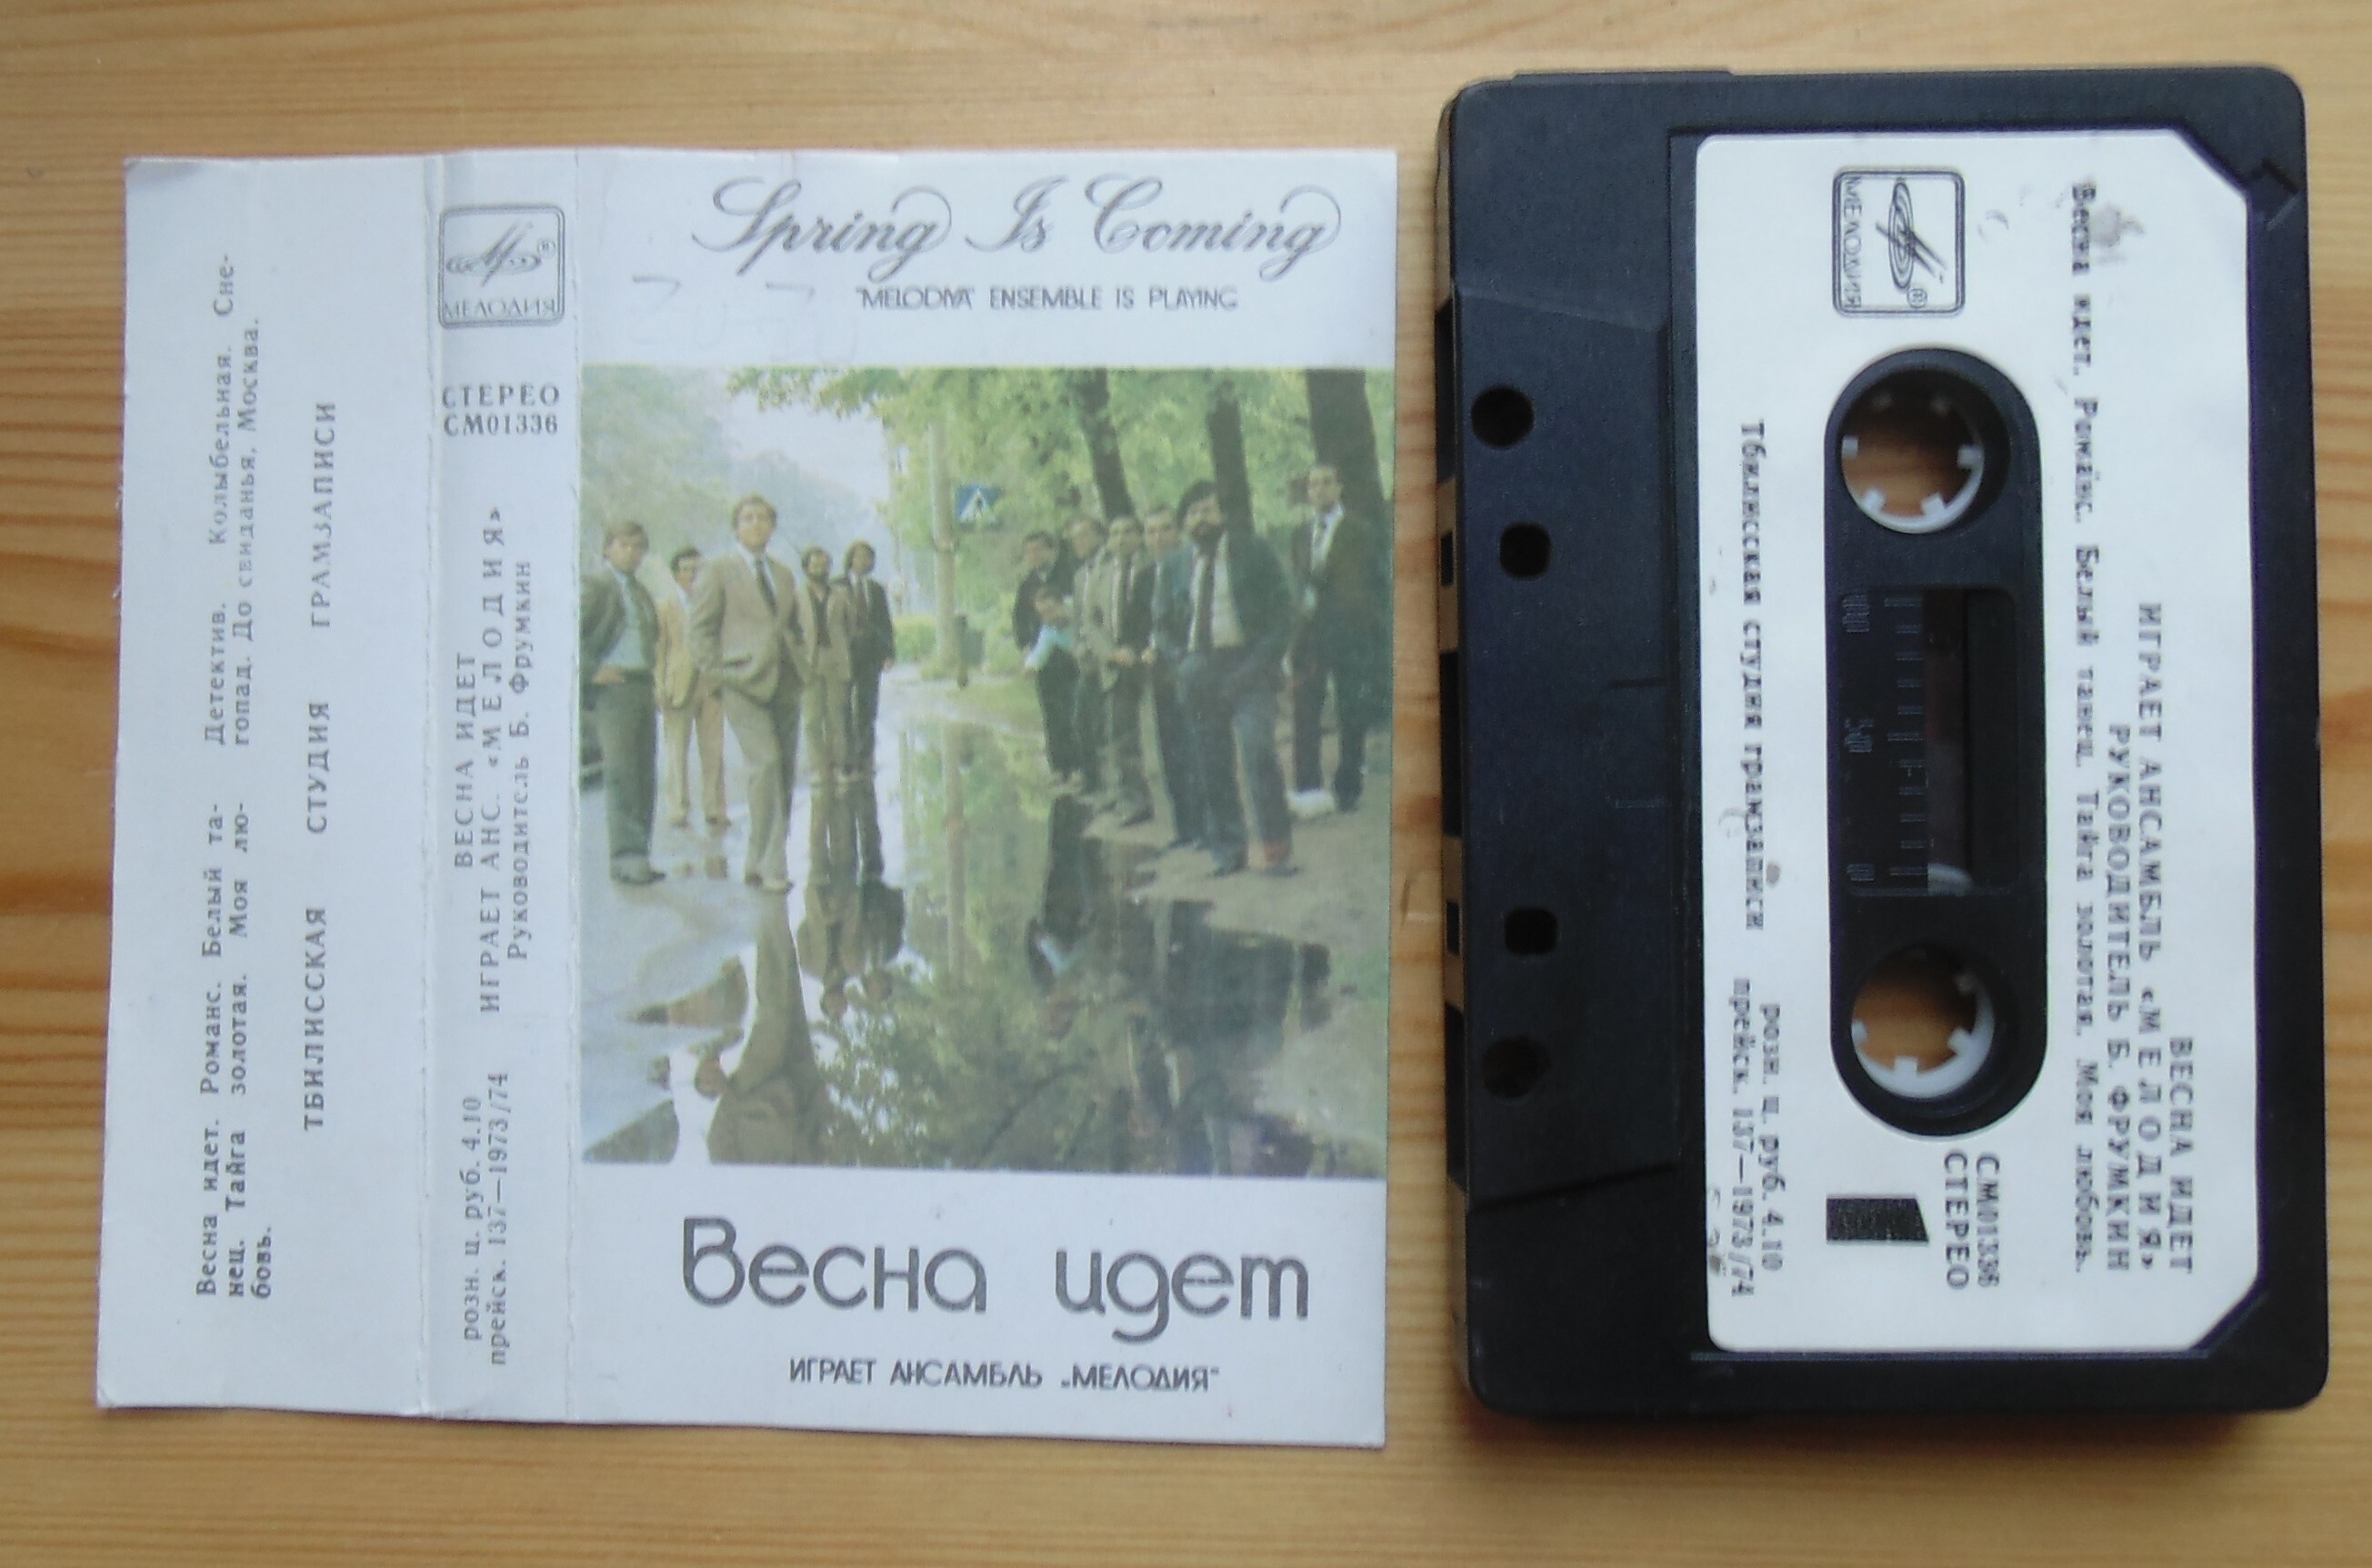 Spring Is Coming
"MELODIYA" ENSEMBLE IS PLAYING
Весна идет
ИГРАЕТ АНСАМБЛЬ „МЕЛОДИЯ“
МЕЛОДИЯ
СТЕРЕО
СМ01336
ВЕСНА ИДЕТ
ИГРАЕТ АНС. «МЕЛОДИЯ»
Руководитель Б. Фрумкин
розн. ц. руб. 4.10
прейск. 137—1973/74
Весна идет. Романс. Белый та-
нец. Тайга золотая. Моя лю-
бовь.
Детектив. Колыбельная. Сне-
гопад. До свиданья, Москва.
ТБИЛИССКАЯ СТУДИЯ ГРАМЗАПИСИ
ВЕСНА ИДЕТ
ИГРАЕТ АНСАМБЛЬ «МЕЛОДИЯ»
РУКОВОДИТЕЛЬ Б. ФРУМКИН
Весна идет. Романс. Белый танец. Тайга золотая. Моя любовь.
СМ01336
СТЕРЕО
1
МЕЛОДИЯ
100
50
0
Тбилисская студия грамзаписи
розн. ц. руб. 4.10
прейск. 137—1973/74